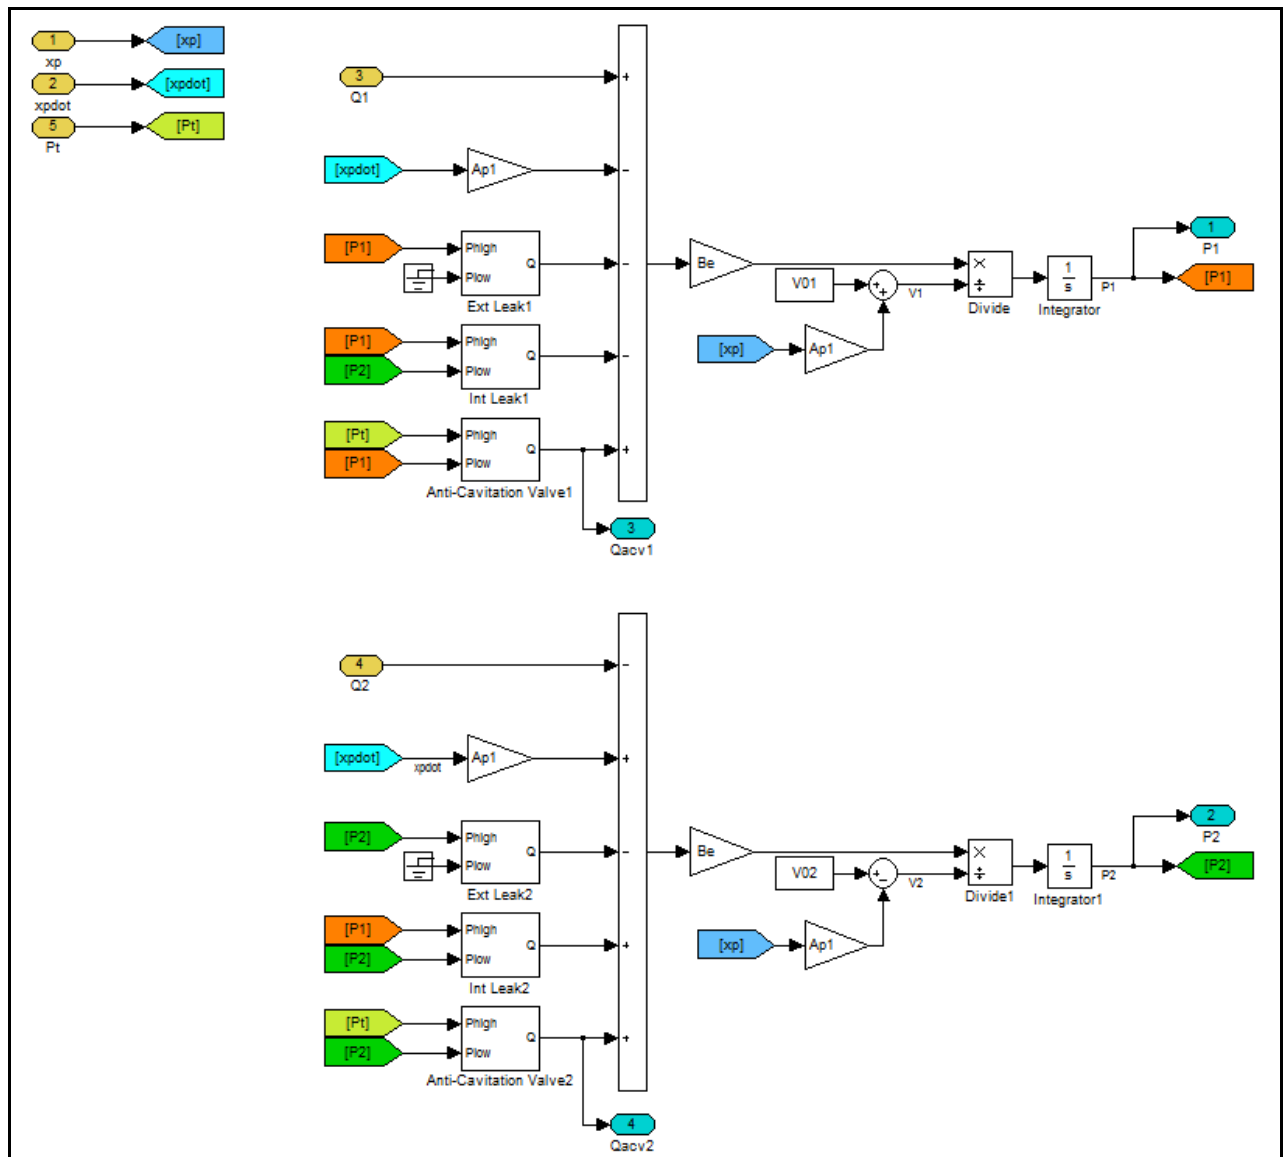 1
[xp]
xp
2
[xpdot]
xpdot
5
[Pt]
Pt
3
Q1
+
[xpdot]
Ap1
-
[P1]
Phigh
Plow
Q
-
Ext Leak1
Be
V01
+
+
V1
×
÷
Divide
1
s
Integrator
P1
1
P1
[P1]
[P1]
[P2]
Phigh
Plow
Q
-
Int Leak1
[xp]
Ap1
[Pt]
[P1]
Phigh
Plow
Q
+
Anti-Cavitation Valve1
3
Qacv1
4
Q2
-
[xpdot]
xpdot
Ap1
+
[P2]
Phigh
Plow
Q
-
Ext Leak2
Be
V02
+
-
V2
×
÷
Divide1
1
s
Integrator1
P2
2
P2
[P2]
[P1]
[P2]
Phigh
Plow
Q
+
Int Leak2
[xp]
Ap1
[Pt]
[P2]
Phigh
Plow
Q
+
Anti-Cavitation Valve2
4
Qacv2